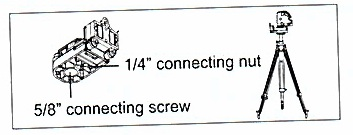 1/4" connecting nut
5/8" connecting screw